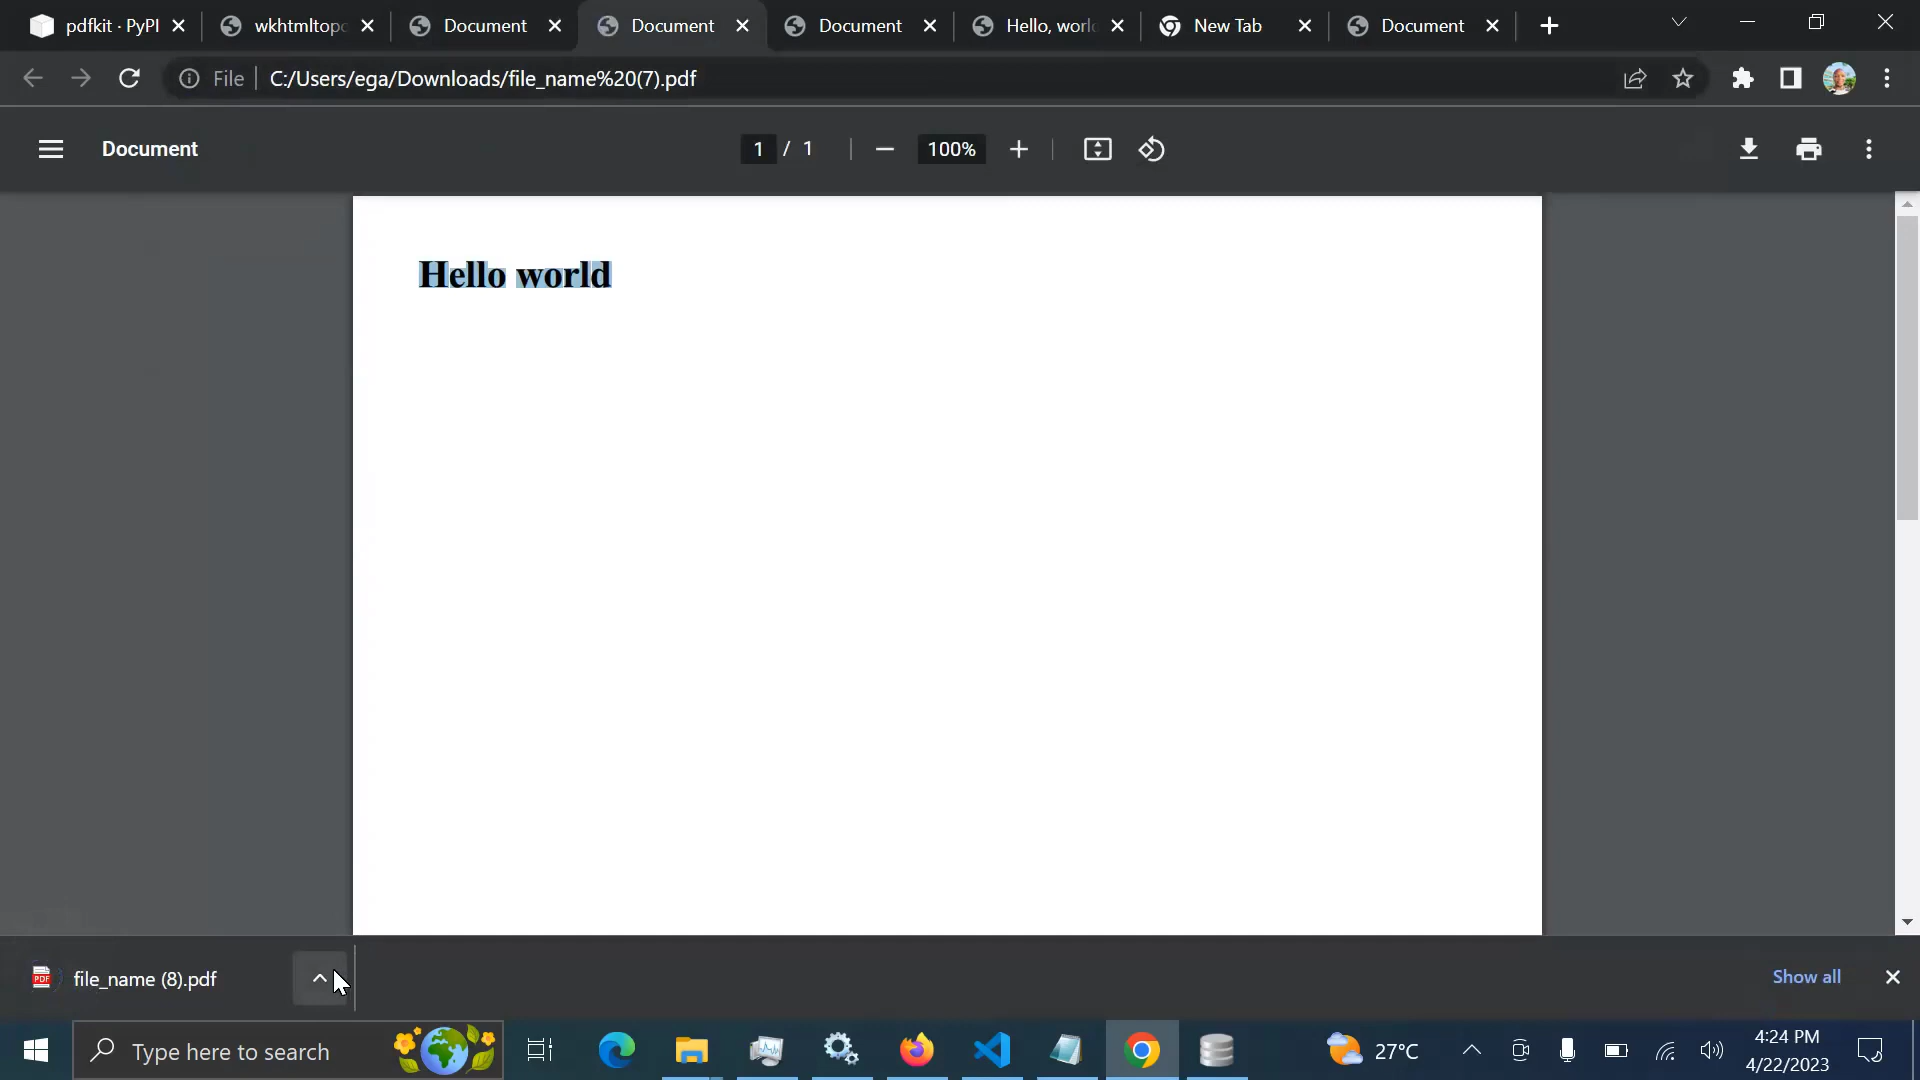 pdfkit · PyPI
wkhtmltopd
Document
Document
Document
Hello, world
New Tab
Document
File
C:/Users/ega/Downloads/file_name%20(7).pdf
Document
1 / 1
100%
Hello world
file_name (8).pdf
Show all
Type here to search
27°C
4:24 PM
4/22/2023